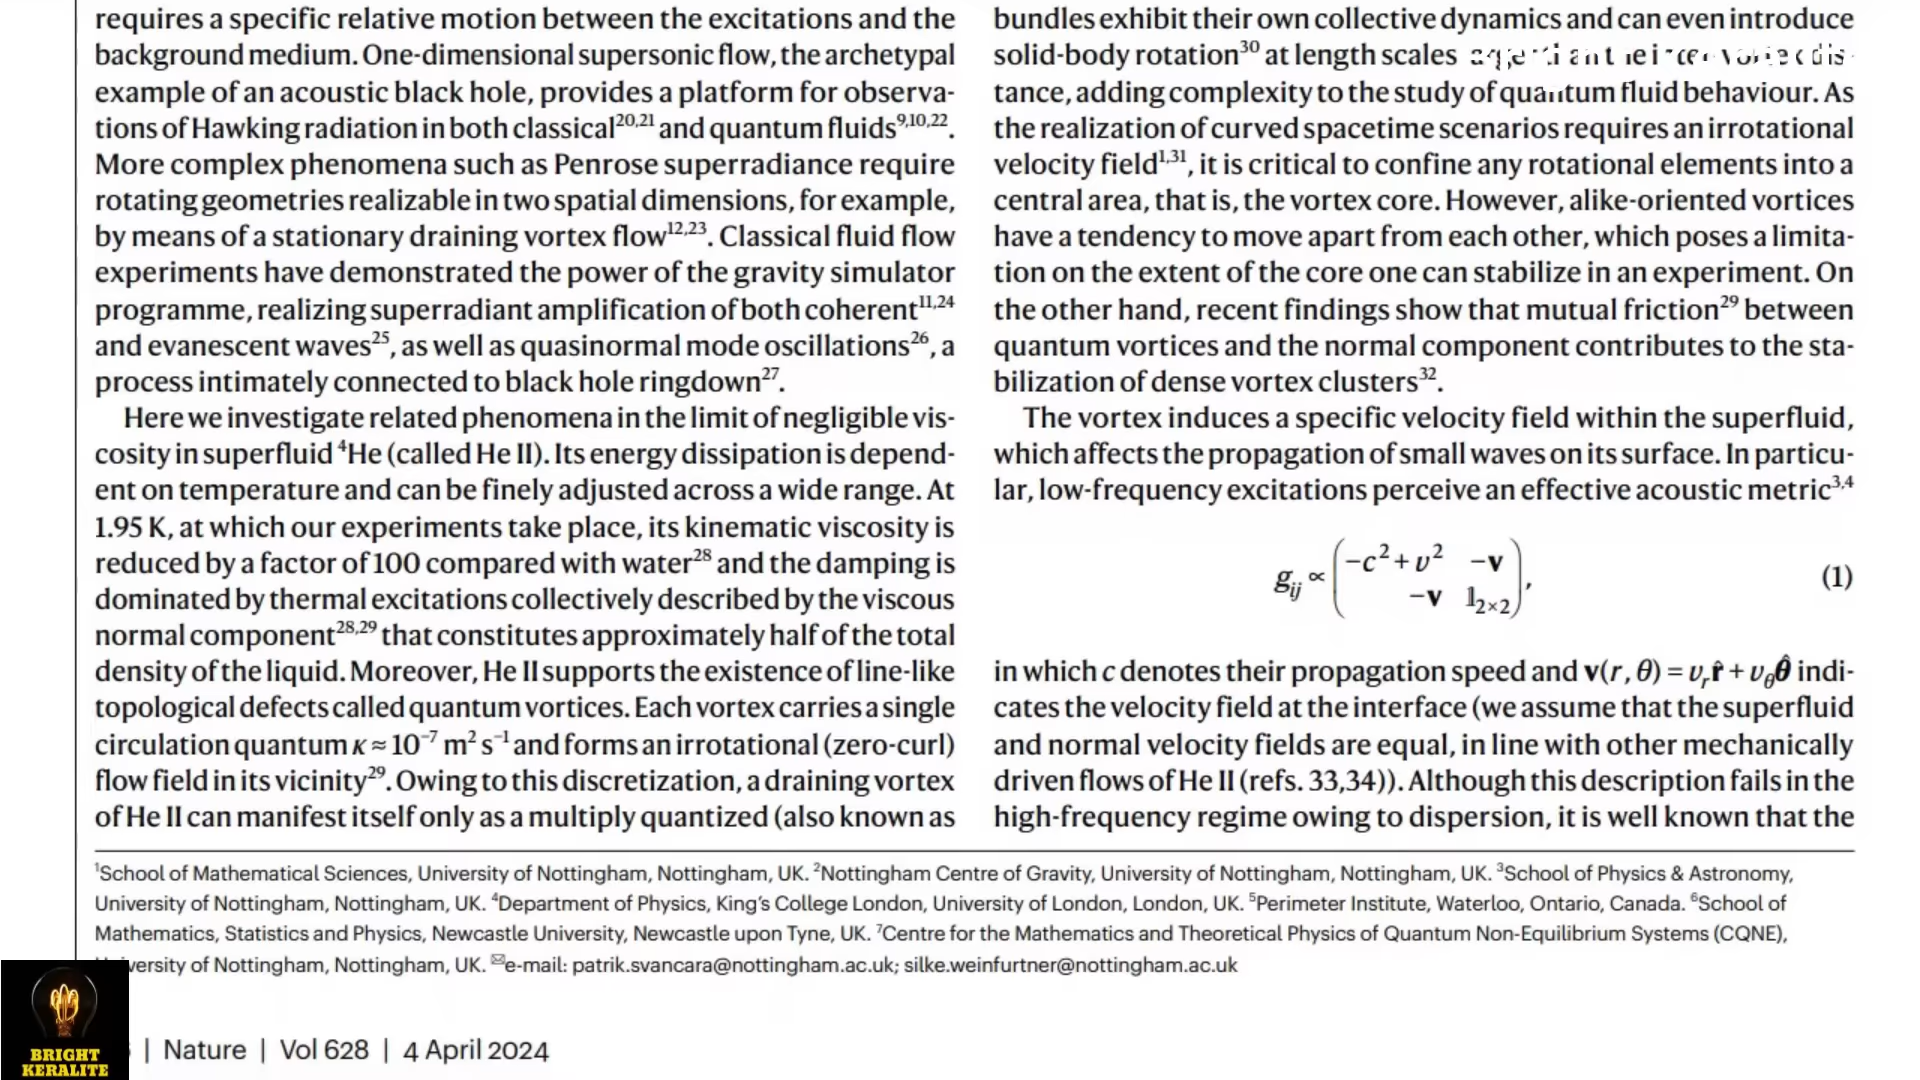 requires a specific relative motion between the excitations and the
background medium. One-dimensional supersonic flow, the archetypal
example of an acoustic black hole, provides a platform for observa-
tions of Hawking radiation in both classical20,21 and quantum fluids9,10,22.
More complex phenomena such as Penrose superradiance require
rotating geometries realizable in two spatial dimensions, for example,
by means of a stationary draining vortex flow12,23. Classical fluid flow
experiments have demonstrated the power of the gravity simulator
programme, realizing superradiant amplification of both coherent11,24
and evanescent waves25, as well as quasinormal mode oscillations26, a
process intimately connected to black hole ringdown27.
Here we investigate related phenomena in the limit of negligible vis-
cosity in superfluid 4He (called He II). Its energy dissipation is depend-
ent on temperature and can be finely adjusted across a wide range. At
1.95 K, at which our experiments take place, its kinematic viscosity is
reduced by a factor of 100 compared with water28 and the damping is
dominated by thermal excitations collectively described by the viscous
normal component28,29 that constitutes approximately half of the total
density of the liquid. Moreover, He II supports the existence of line-like
topological defects called quantum vortices. Each vortex carries a single
circulation quantum κ ≈ 10−7 m2 s−1 and forms an irrotational (zero-curl)
flow field in its vicinity29. Owing to this discretization, a draining vortex
of He II can manifest itself only as a multiply quantized (also known as
bundles exhibit their own collective dynamics and can even introduce
solid-body rotation30 at length scales
tance, adding complexity to the study of quantum fluid behaviour. As
the realization of curved spacetime scenarios requires an irrotational
velocity field1,31, it is critical to confine any rotational elements into a
central area, that is, the vortex core. However, alike-oriented vortices
have a tendency to move apart from each other, which poses a limita-
tion on the extent of the core one can stabilize in an experiment. On
the other hand, recent findings show that mutual friction29 between
quantum vortices and the normal component contributes to the sta-
bilization of dense vortex clusters32.
The vortex induces a specific velocity field within the superfluid,
which affects the propagation of small waves on its surface. In particu-
lar, low-frequency excitations perceive an effective acoustic metric3,4
gij ∝ (−c2 + v2 −v
−v 𝟙2×2), (1)
in which c denotes their propagation speed and v(r, θ) = vr r̂ + vθ θ̂ indi-
cates the velocity field at the interface (we assume that the superfluid
and normal velocity fields are equal, in line with other mechanically
driven flows of He II (refs. 33,34)). Although this description fails in the
high-frequency regime owing to dispersion, it is well known that the
1School of Mathematical Sciences, University of Nottingham, Nottingham, UK. 2Nottingham Centre of Gravity, University of Nottingham, Nottingham, UK. 3School of Physics & Astronomy,
University of Nottingham, Nottingham, UK. 4Department of Physics, King's College London, University of London, London, UK. 5Perimeter Institute, Waterloo, Ontario, Canada. 6School of
Mathematics, Statistics and Physics, Newcastle University, Newcastle upon Tyne, UK. 7Centre for the Mathematics and Theoretical Physics of Quantum Non-Equilibrium Systems (CQNE),
University of Nottingham, Nottingham, UK. ✉e-mail: patrik.svancara@nottingham.ac.uk; silke.weinfurtner@nottingham.ac.uk
| Nature | Vol 628 | 4 April 2024
BRIGHT
KERALITE